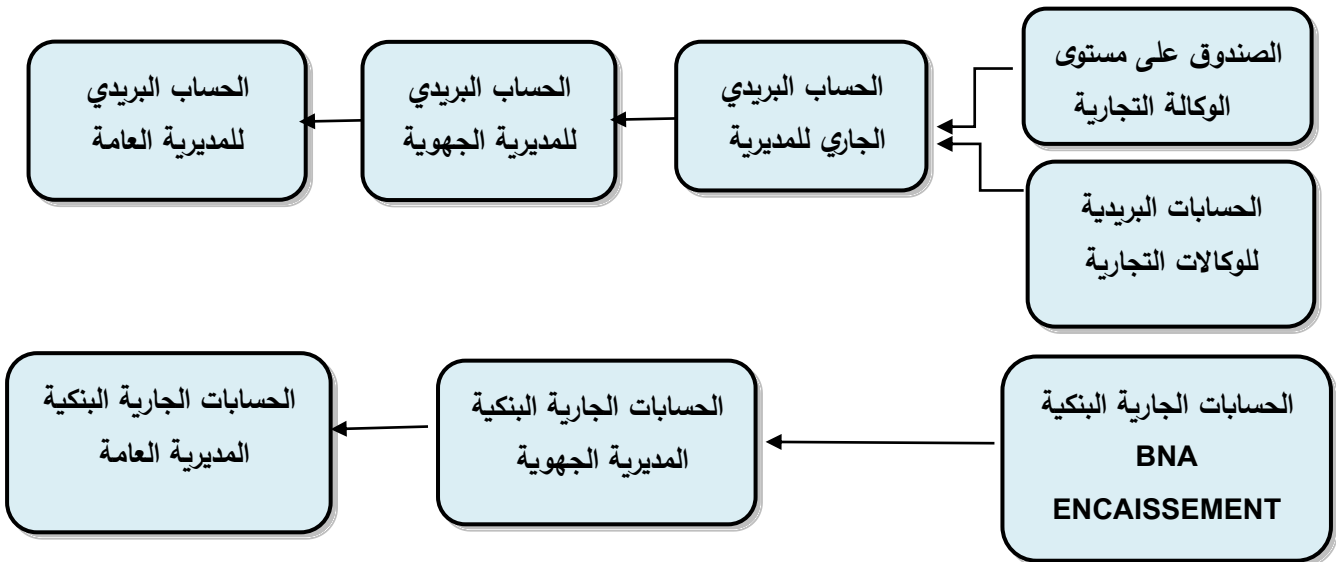 الصندوق على مستوى
الوكالة التجارية
الحساب البريدي
الجاري للمديرية
الحساب البريدي
للمديرية الجهوية
الحساب البريدي
للمديرية العامة
الحسابات البريدية
للوكالات التجارية
الحسابات الجارية البنكية
BNA
ENCAISSEMENT
الحسابات الجارية البنكية
المديرية الجهوية
الحسابات الجارية البنكية
المديرية العامة